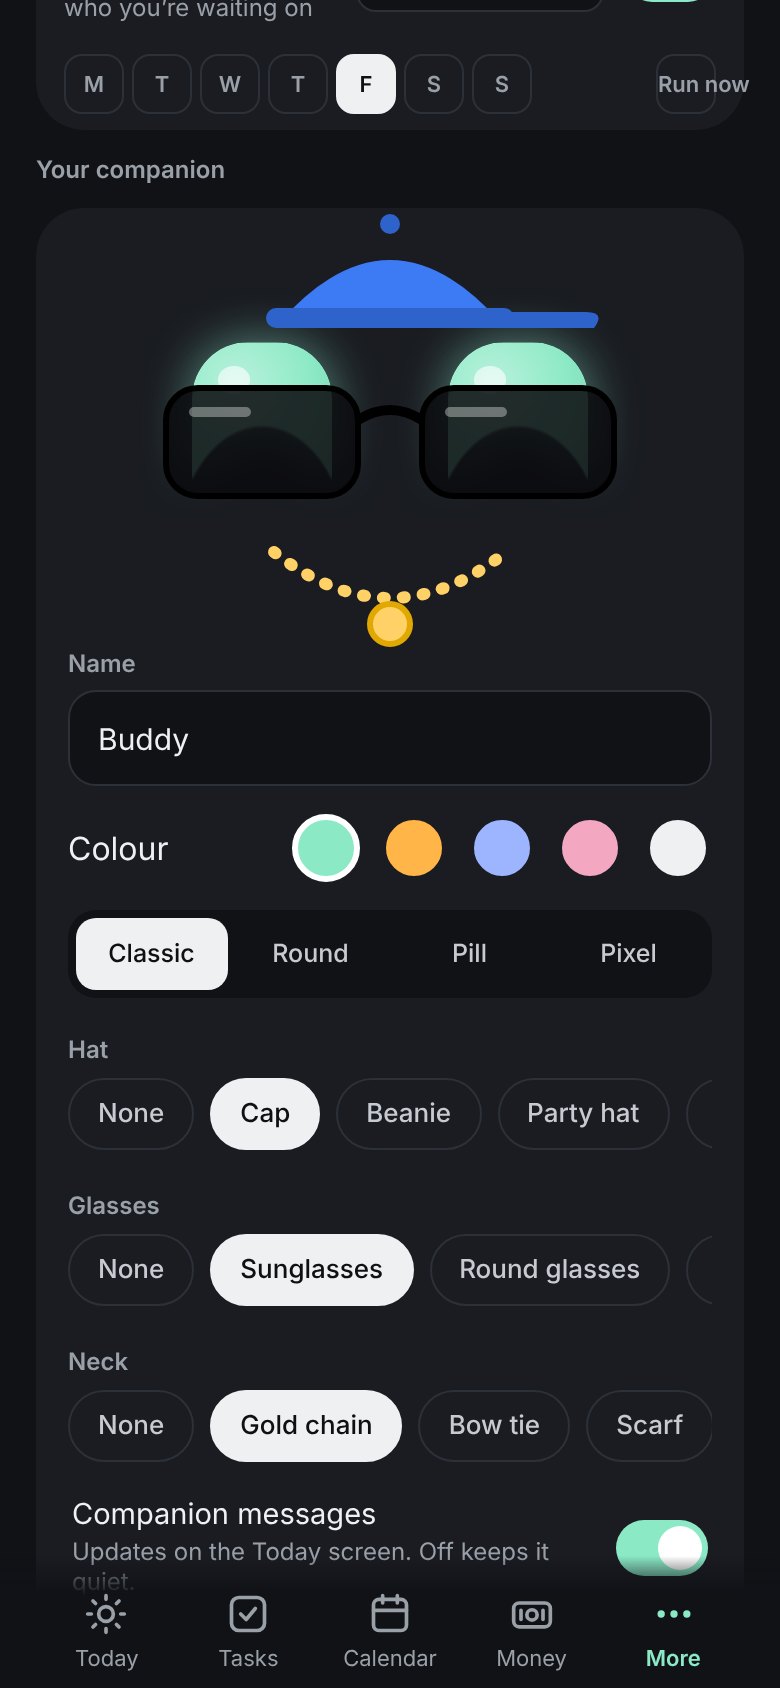 who you're waiting on
M T W T F S S Run now
Your companion
Name
Buddy
Colour
Classic Round Pill Pixel
Hat
None Cap Beanie Party hat
Glasses
None Sunglasses Round glasses
Neck
None Gold chain Bow tie Scarf
Companion messages
Updates on the Today screen. Off keeps it
quiet.
Today Tasks Calendar Money More